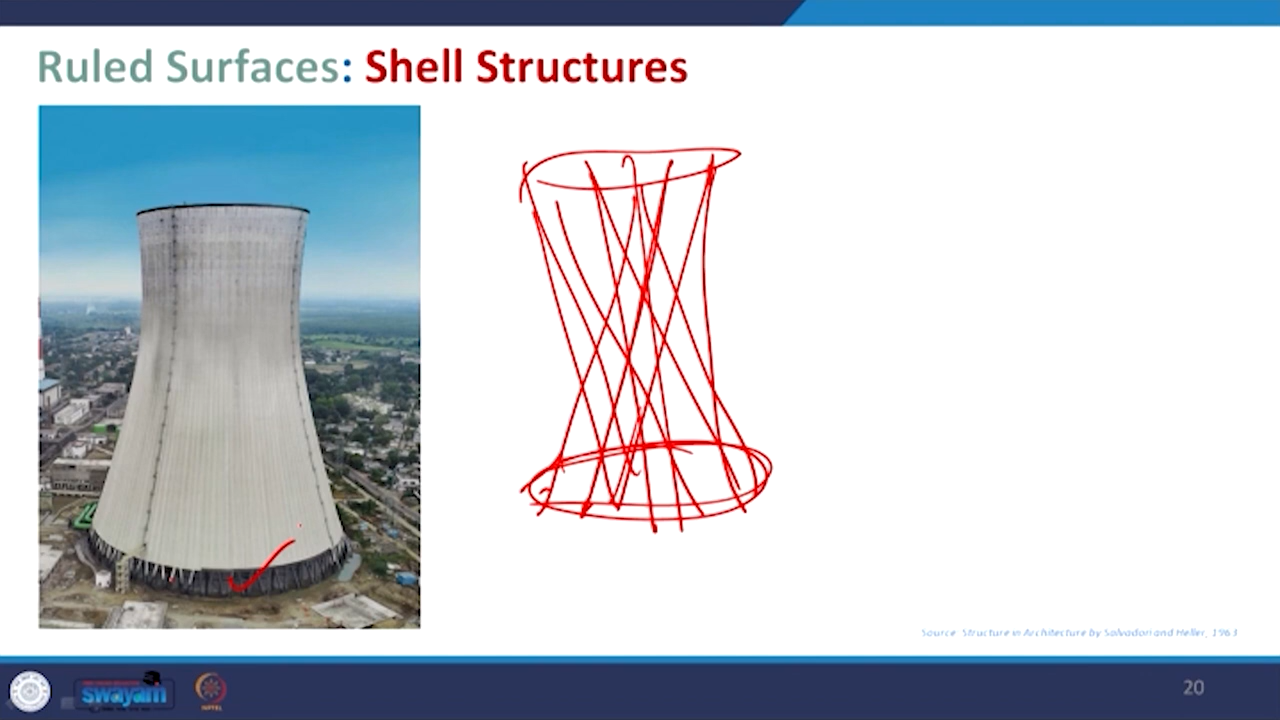 Ruled Surfaces: Shell Structures
Source: Structure in Architecture by Salvadori and Heller, 1963
swayam
20